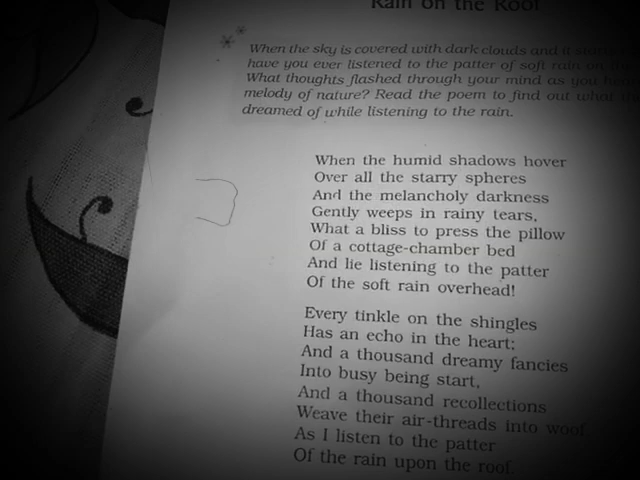 Rain on the Roof
When the sky is covered with dark clouds and it
have you ever listened to the patter of soft rain on
What thoughts flashed through your mind as you
melody of nature? Read the poem to find out what
dreamed of while listening to the rain.
When the humid shadows hover
Over all the starry spheres
And the melancholy darkness
Gently weeps in rainy tears,
What a bliss to press the pillow
Of a cottage-chamber bed
And lie listening to the patter
Of the soft rain overhead!
Every tinkle on the shingles
Has an echo in the heart;
And a thousand dreamy fancies
Into busy being start,
And a thousand recollections
Weave their air-threads into woof,
As I listen to the patter
Of the rain upon the roof.